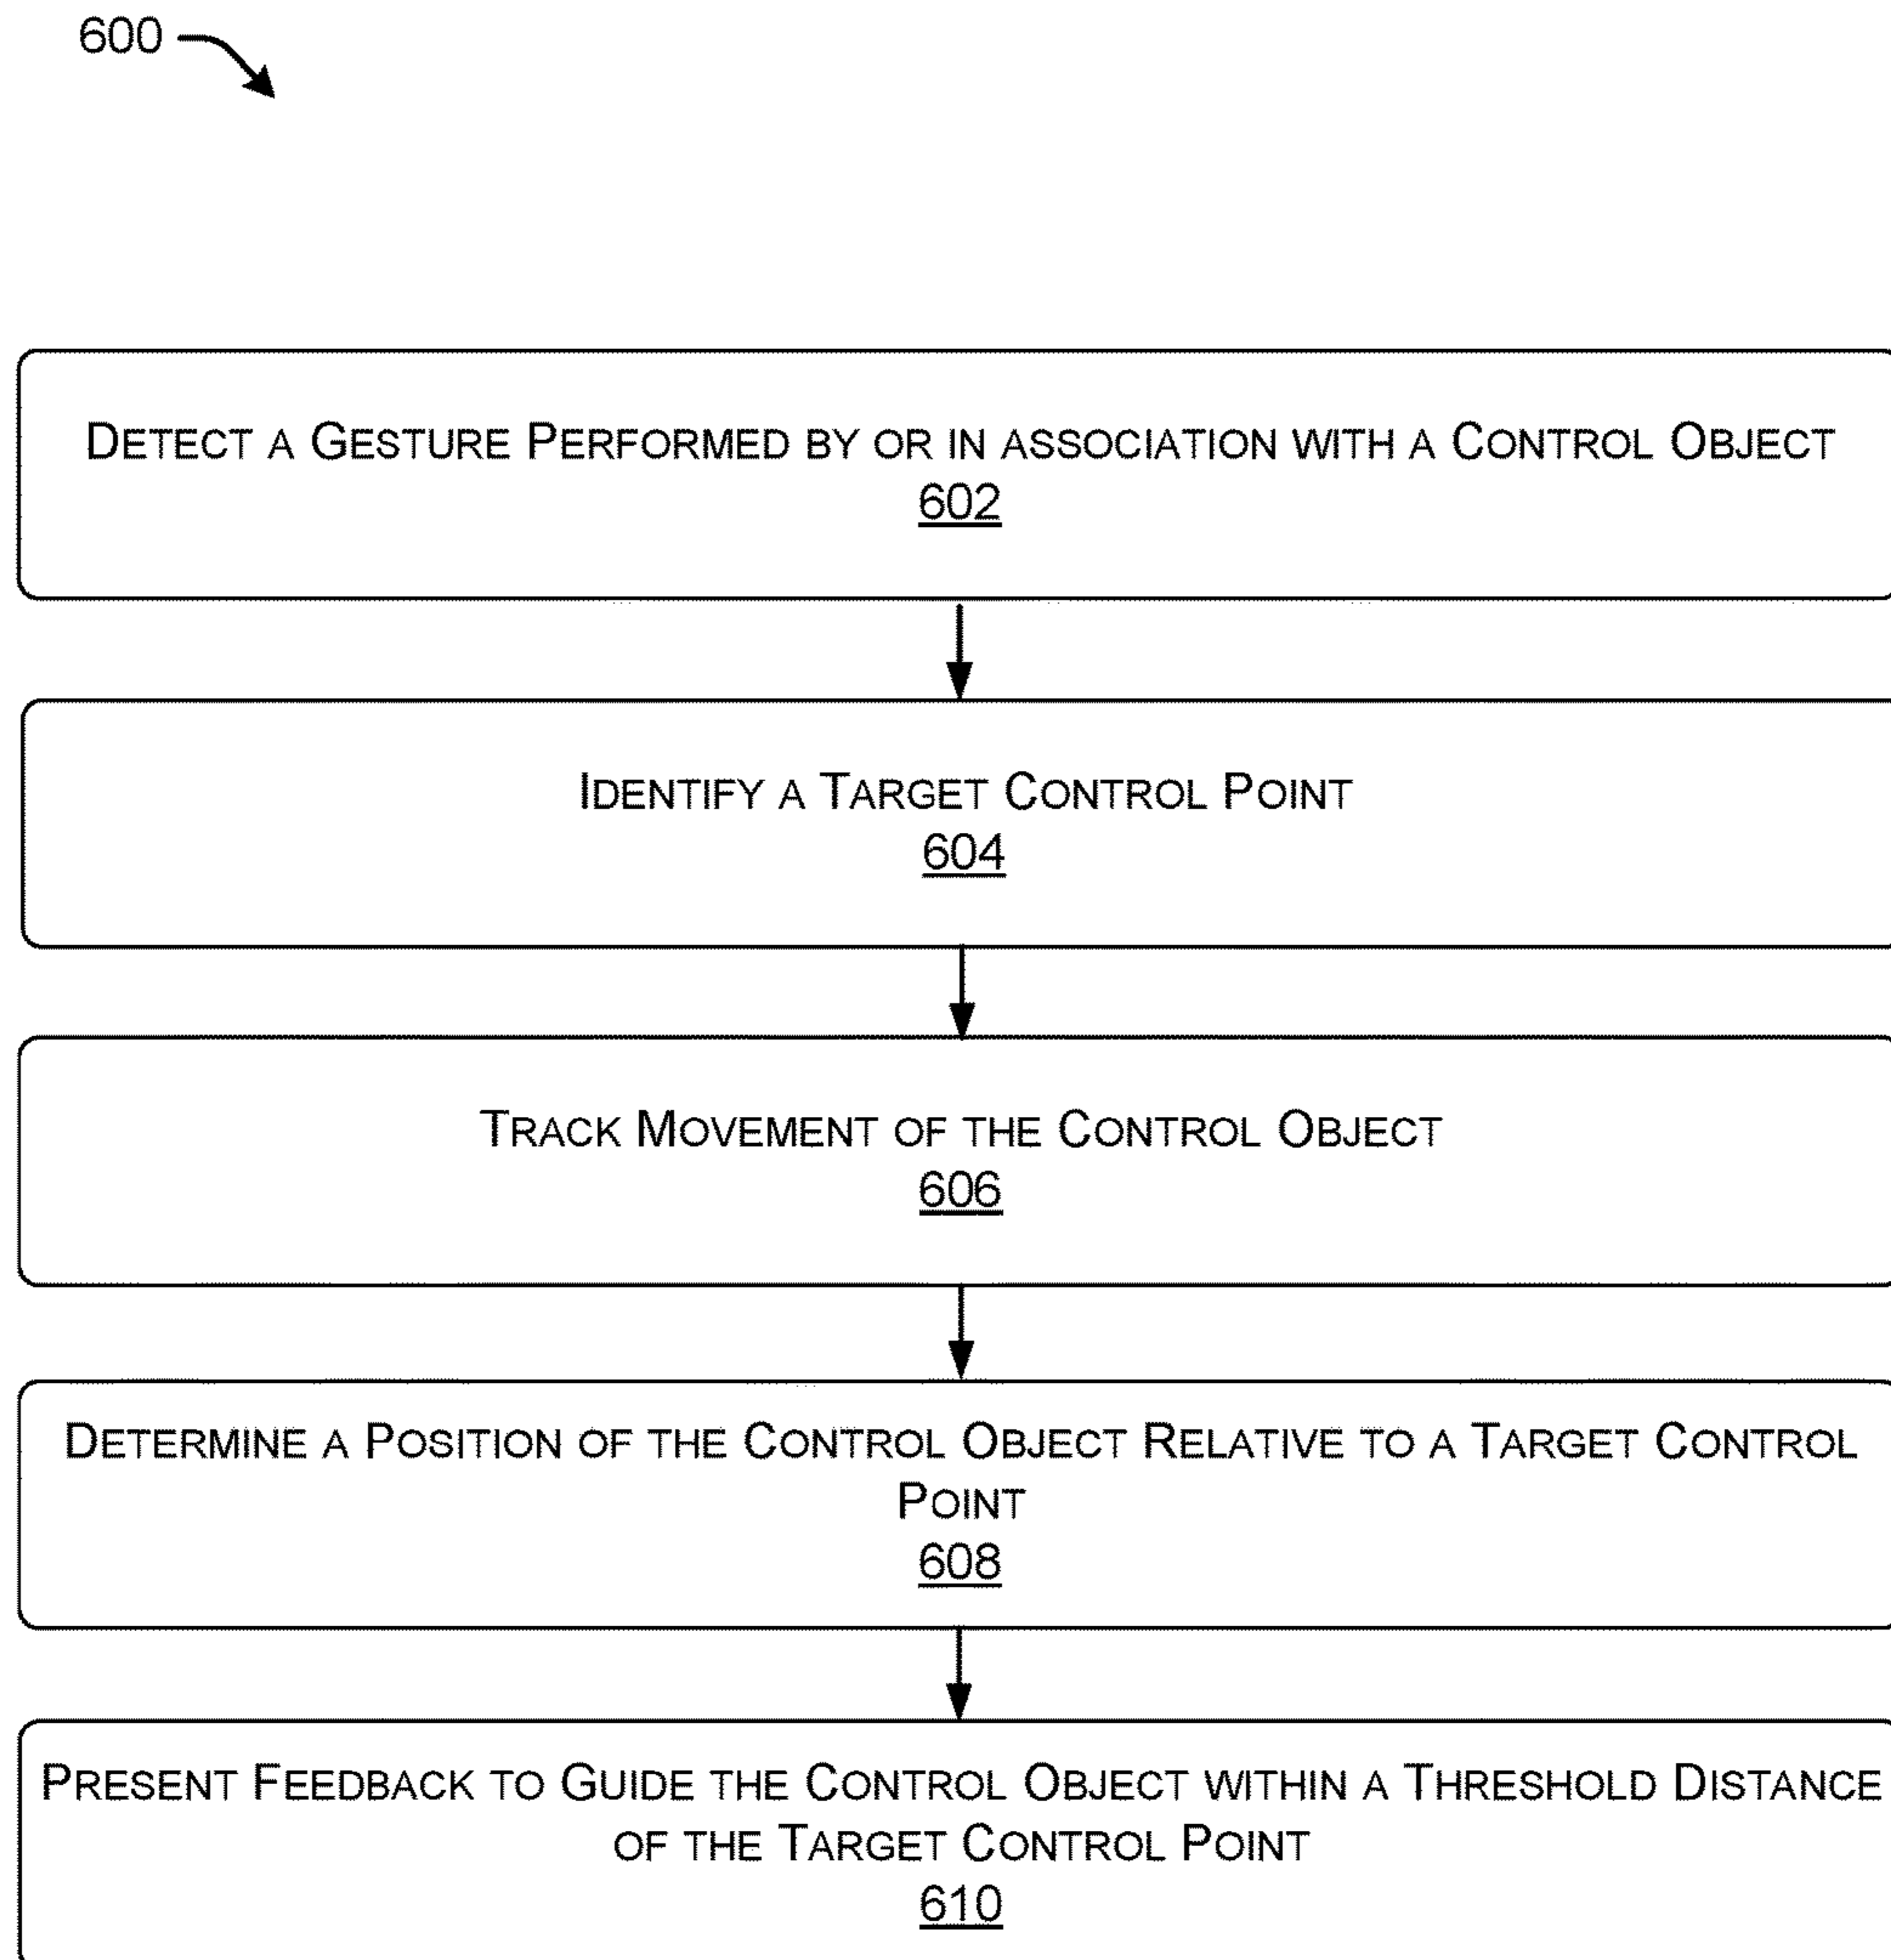 600
DETECT A GESTURE PERFORMED BY OR IN ASSOCIATION WITH A CONTROL OBJECT
602
IDENTIFY A TARGET CONTROL POINT
604
TRACK MOVEMENT OF THE CONTROL OBJECT
606
DETERMINE A POSITION OF THE CONTROL OBJECT RELATIVE TO A TARGET CONTROL
POINT
608
PRESENT FEEDBACK TO GUIDE THE CONTROL OBJECT WITHIN A THRESHOLD DISTANCE
OF THE TARGET CONTROL POINT
610